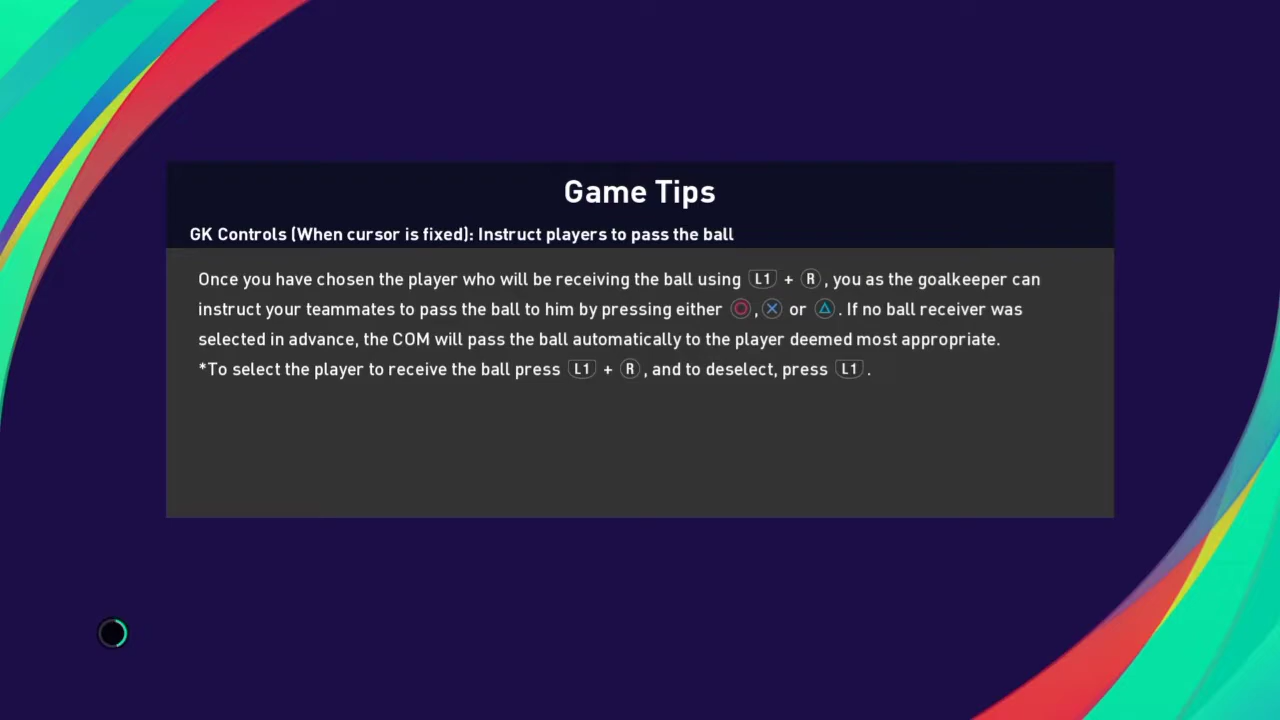 Game Tips
GK Controls (When cursor is fixed): Instruct players to pass the ball
Once you have chosen the player who will be receiving the ball using L1 + R, you as the goalkeeper can
instruct your teammates to pass the ball to him by pressing either ○, ✕ or △. If no ball receiver was
selected in advance, the COM will pass the ball automatically to the player deemed most appropriate.
*To select the player to receive the ball press L1 + R, and to deselect, press L1.